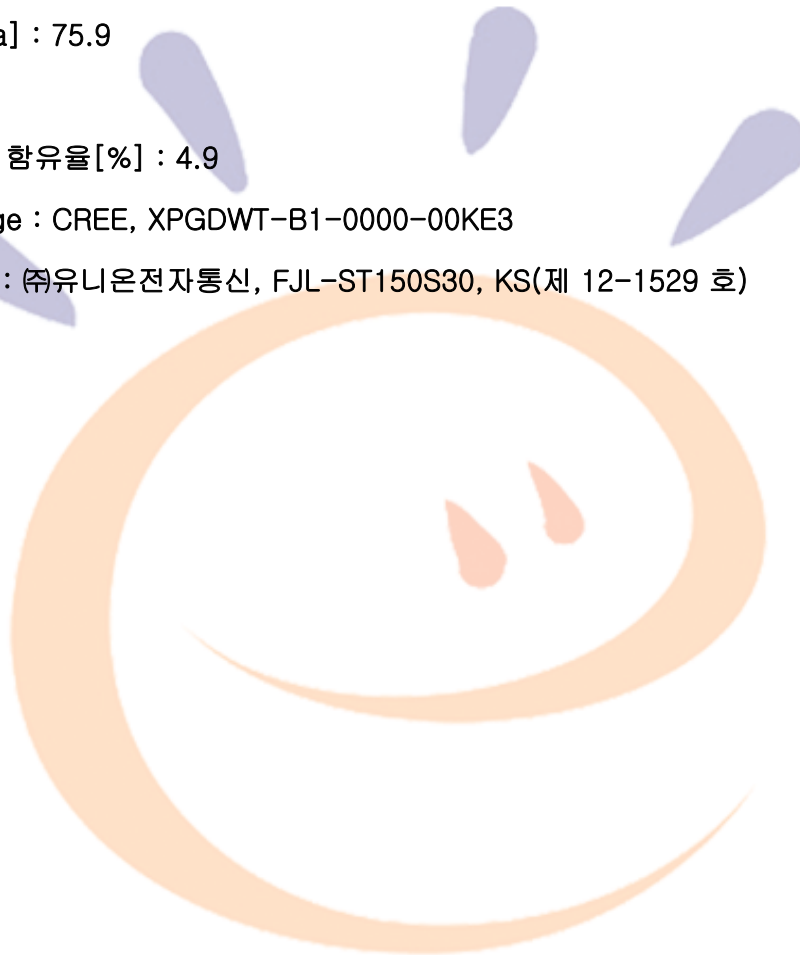 a] : 75.9
함유율[%] : 4.9
ge : CREE, XPGDWT-B1-0000-00KE3
: ㈜유니온전자통신, FJL-ST150S30, KS(제 12-1529 호)